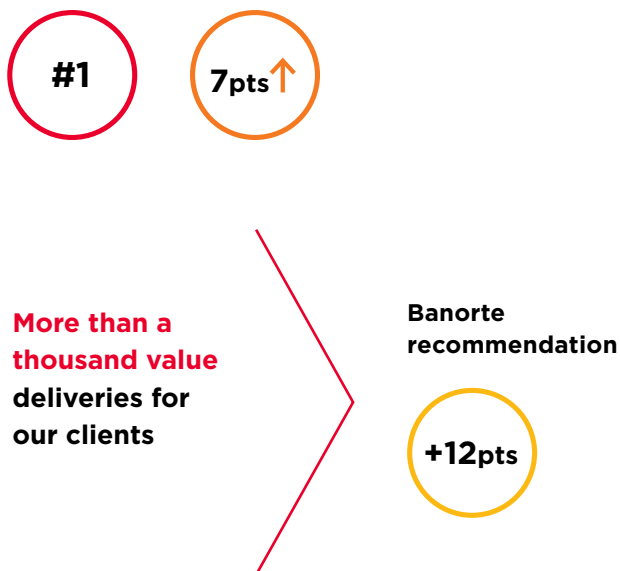 #1
7pts↑
More than a
thousand value
deliveries for
our clients
Banorte
recommendation
+12pts